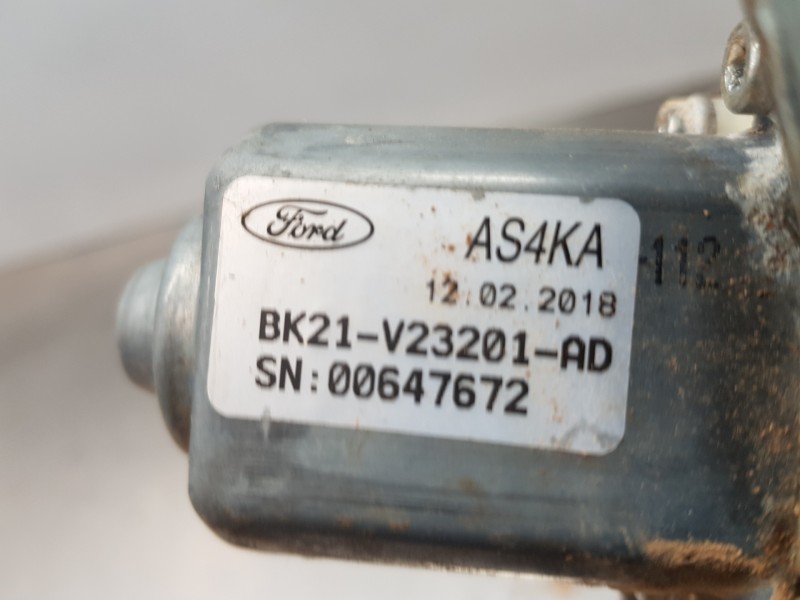 Ford
AS4KA
12.02.2018
BK21-V23201-AD
SN:00647672